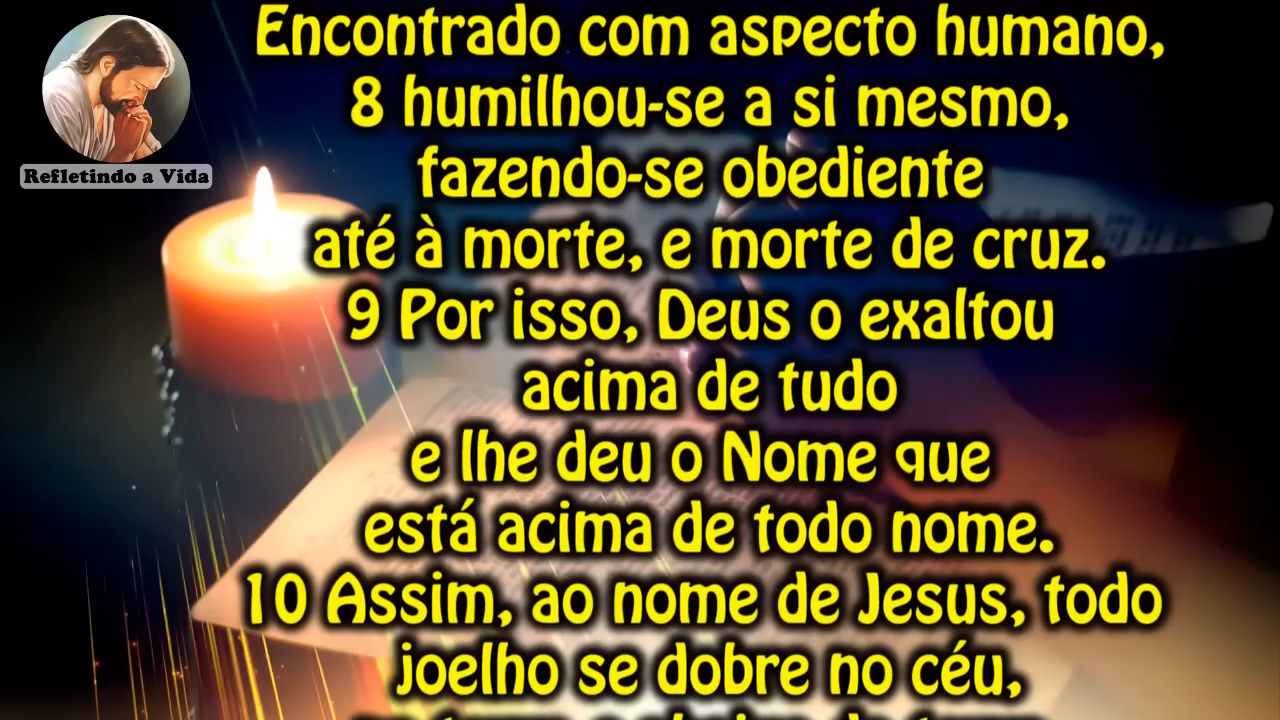 Encontrado com aspecto humano,
8 humilhou-se a si mesmo,
Refletindo a Vida
fazendo-se obediente
até à morte, e morte de cruz.
9 Por isso, Deus o exaltou
acima de tudo
e lhe deu o Nome que
está acima de todo nome.
10 Assim, ao nome de Jesus, todo
joelho se dobre no céu,